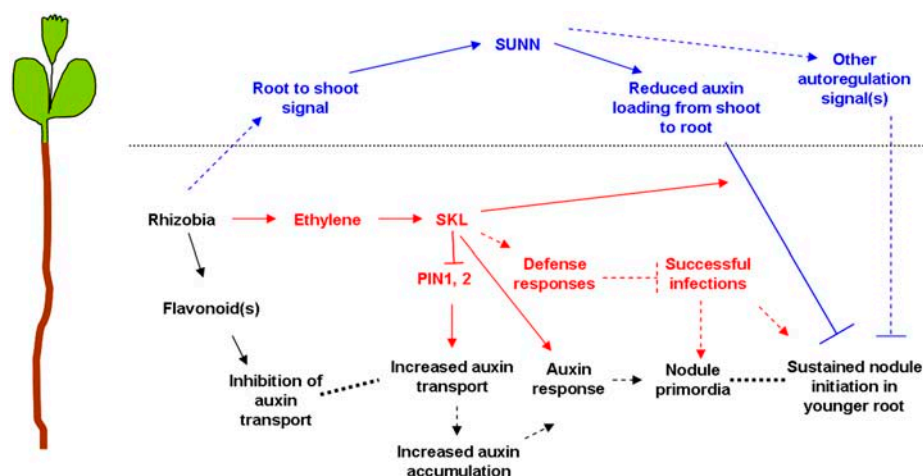 SUNN
Other
autoregulation
signal(s)
Root to shoot
signal
Reduced auxin
loading from shoot
to root
Rhizobia
Ethylene
SKL
PIN1, 2
Defense
responses
Successful
infections
Flavonoid(s)
Inhibition of
auxin
transport
Increased auxin
transport
Auxin
response
Nodule
primordia
Sustained nodule
initiation in
younger root
Increased auxin
accumulation